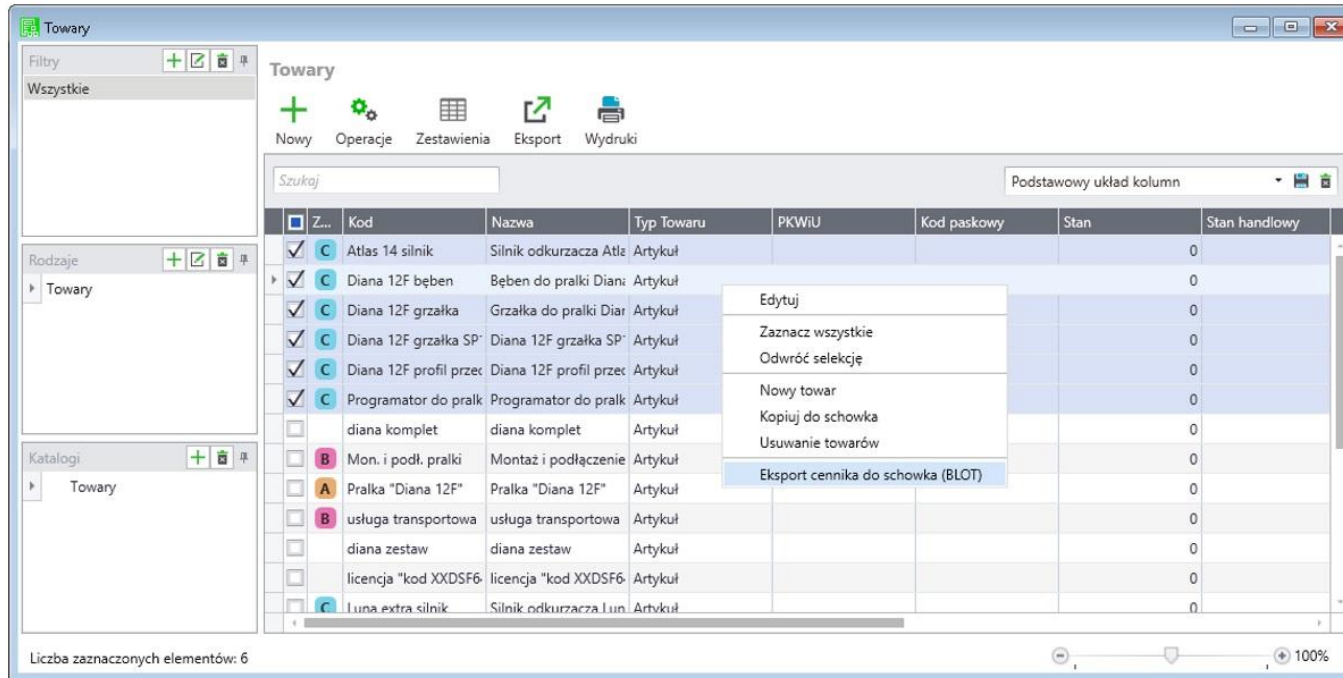 Towary
Filtry
Wszystkie
Rodzaje
Towary
Katalogi
Towary
Towary
Nowy Operacje Zestawienia Eksport Wydruki
Szukaj
Podstawowy układ kolumn
Z... Kod Nazwa Typ Towaru PKWiU Kod paskowy Stan Stan handlowy
C Atlas 14 silnik Silnik odkurzacza Atla Artykuł 0
C Diana 12F bęben Bęben do pralki Diana Artykuł 0
C Diana 12F grzałka Grzałka do pralki Dian Artykuł 0
C Diana 12F grzałka SP Diana 12F grzałka SP Artykuł 0
C Diana 12F profil przed Diana 12F profil przed Artykuł 0
C Programator do pralk Programator do pralk Artykuł 0
diana komplet diana komplet Artykuł 0
B Mon. i podł. pralki Montaż i podłączenie Artykuł 0
A Pralka "Diana 12F" Pralka "Diana 12F" Artykuł 0
B usługa transportowa usługa transportowa Artykuł 0
diana zestaw diana zestaw Artykuł 0
licencja "kod XXDSF6 licencja "kod XXDSF6 Artykuł 0
C Luna extra silnik Silnik odkurzacza Lun Artykuł 0
Edytuj
Zaznacz wszystkie
Odwróć selekcję
Nowy towar
Kopiuj do schowka
Usuwanie towarów
Eksport cennika do schowka (BLOT)
Liczba zaznaczonych elementów: 6
100%